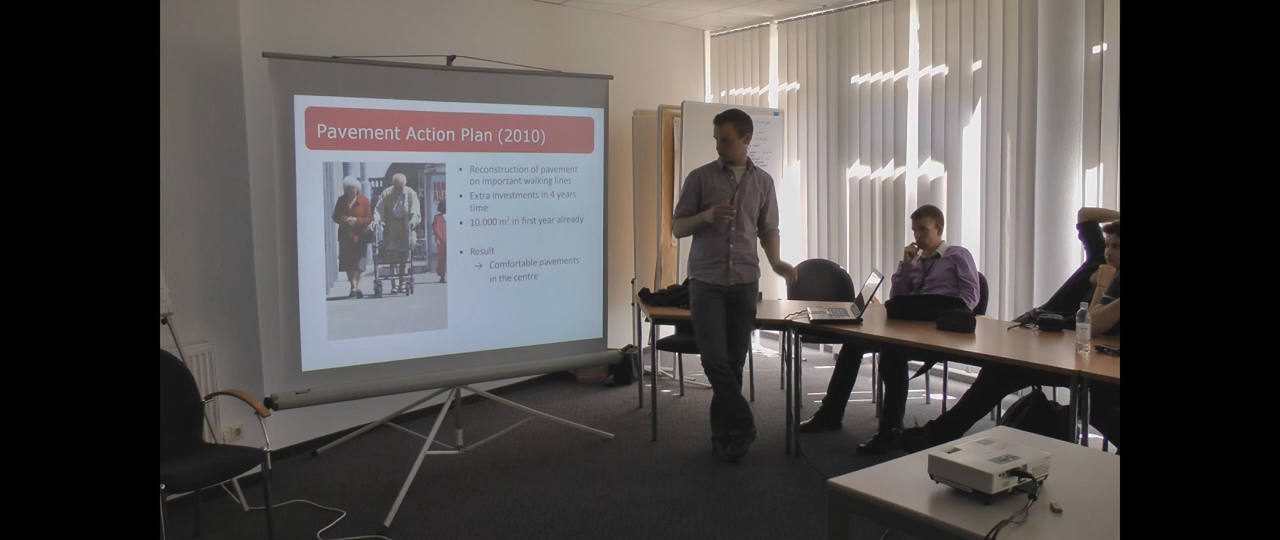 Pavement Action Plan (2010)
• Reconstruction of pavement
on important walking lines
• Extra investments in 4 years
time
• 10.000 m² in first year already
• Result
→ Comfortable pavements
in the centre